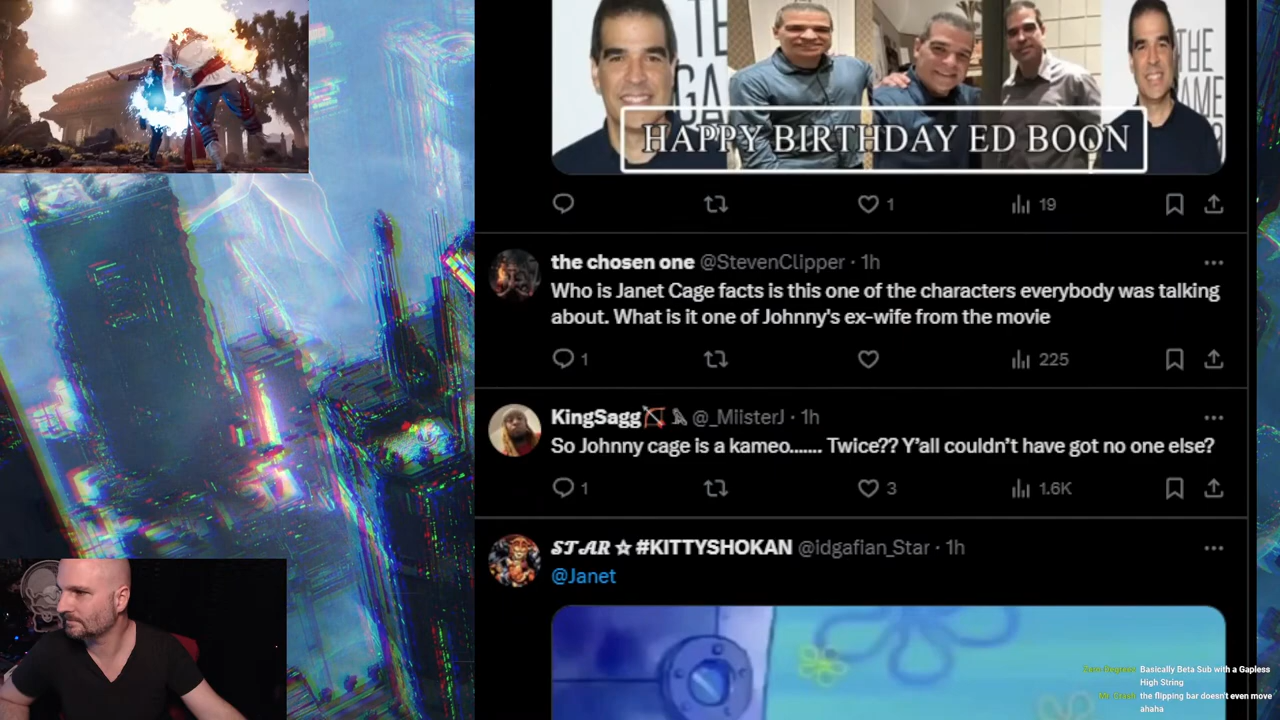 HAPPY BIRTHDAY ED BOON
1
19
the chosen one @StevenClipper · 1h
Who is Janet Cage facts is this one of the characters everybody was talking
about. What is it one of Johnny's ex-wife from the movie
1
225
KingSagg @_MiisterJ · 1h
So Johnny cage is a kameo....... Twice?? Y'all couldn't have got no one else?
1
3
1.6K
STAR ☆ #KITTYSHOKAN @idgafian_Star · 1h
@Janet
Basically Beta Sub with a Gapless
High String
the flipping bar doesn't even move
ahaha